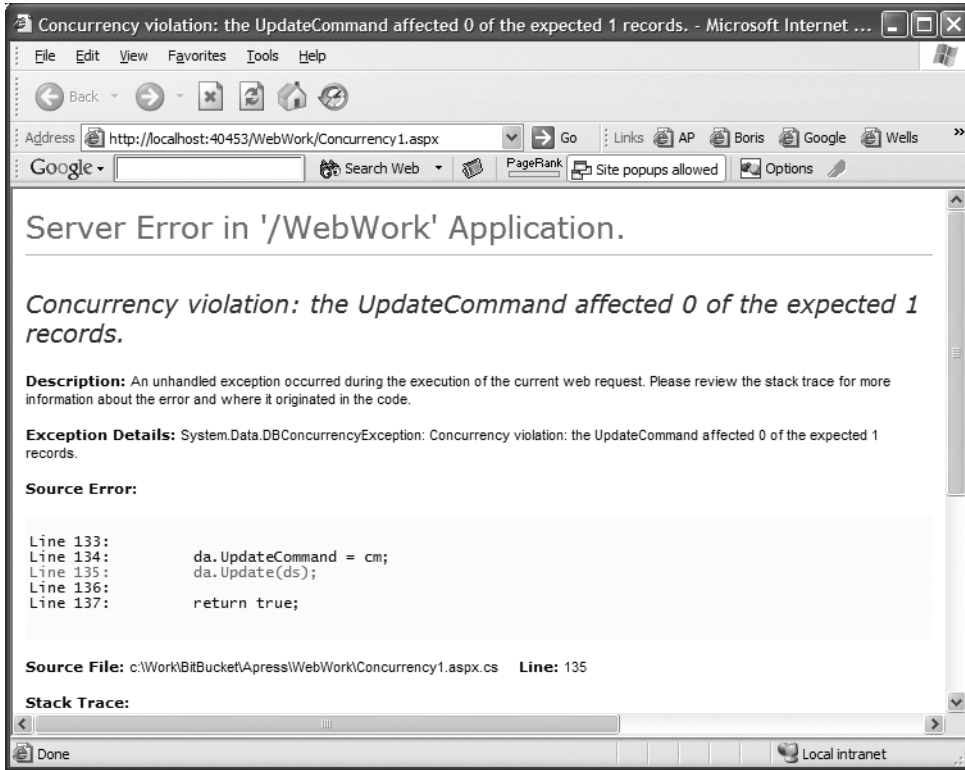 Concurrency violation: the UpdateCommand affected 0 of the expected 1 records. - Microsoft Internet ...
File Edit View Favorites Tools Help
Back
Address http://localhost:40453/WebWork/Concurrency1.aspx Go Links AP Boris Google Wells »
Google Search Web PageRank Site popups allowed Options
Server Error in '/WebWork' Application.
Concurrency violation: the UpdateCommand affected 0 of the expected 1
records.
Description: An unhandled exception occurred during the execution of the current web request. Please review the stack trace for more
information about the error and where it originated in the code.
Exception Details: System.Data.DBConcurrencyException: Concurrency violation: the UpdateCommand affected 0 of the expected 1
records.
Source Error:
Line 133:
Line 134: da.UpdateCommand = cm;
Line 135: da.Update(ds);
Line 136:
Line 137: return true;
Source File: c:\Work\BitBucket\Apress\WebWork\Concurrency1.aspx.cs Line: 135
Stack Trace:
Done Local intranet